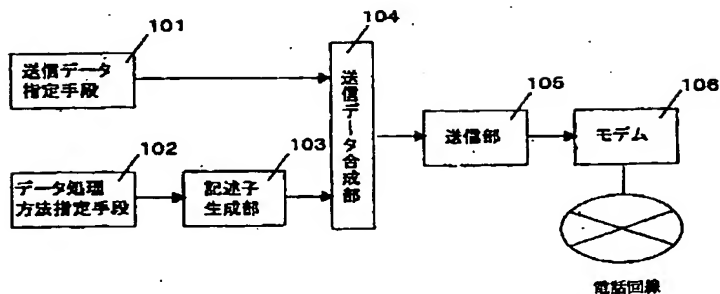 101
送信データ
指定手段
102
データ処理
方法指定手段
103
記述子
生成部
104
送信データ合成部
105
送信部
106
モデム
電話回線